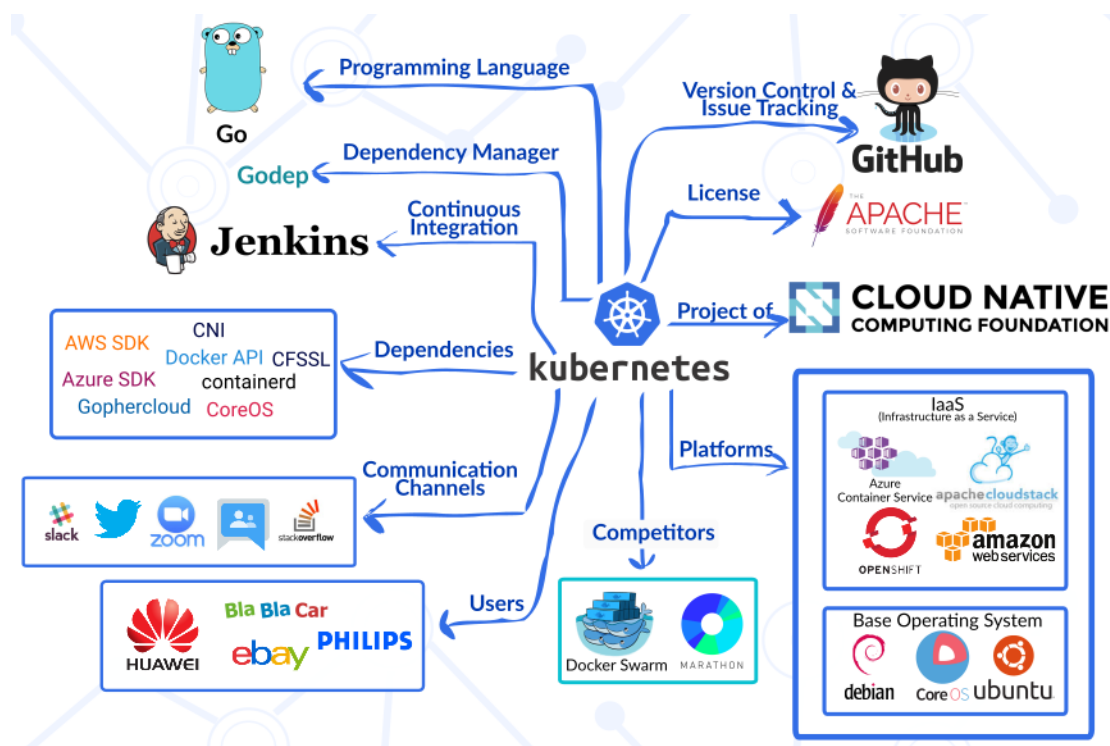 Programming Language
Go
Version Control &
Issue Tracking
GitHub
Dependency Manager
Godep
License
THE
APACHE
SOFTWARE FOUNDATION
Continuous
Integration
Jenkins
Project of
CLOUD NATIVE
COMPUTING FOUNDATION
kubernetes
Dependencies
AWS SDK
CNI
Docker API
CFSSL
Azure SDK
containerd
Gophercloud
CoreOS
Platforms
IaaS
(Infrastructure as a Service)
Azure
Container Service
apachecloudstack
open source cloud computing
OPENSHIFT
amazon
web services
Base Operating System
debian
CoreOS
ubuntu
Communication
Channels
slack
zoom
stackoverflow
Competitors
Docker Swarm
MARATHON
Users
HUAWEI
Bla Bla Car
ebay
PHILIPS